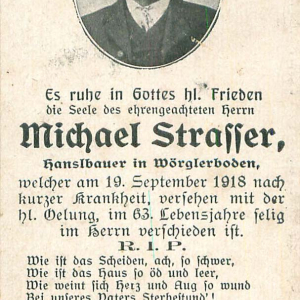 Es ruhe in Gottes hl. Frieden
die Seele des ehrengeachteten Herrn
Michael Strasser,
Hanslbauer in Wörglerboden,
welcher am 19. September 1918 nach
kurzer Krankheit, versehen mit der
hl. Oelung, im 63. Lebensjahre selig
im Herrn verschieden ist.
R. I. P.
Wie ist das Scheiden, ach, so schwer,
Wie ist das Haus so öd und leer,
Wie weint sich Herz und Aug so wund
Bei unseres Vaters Sterbestund'!